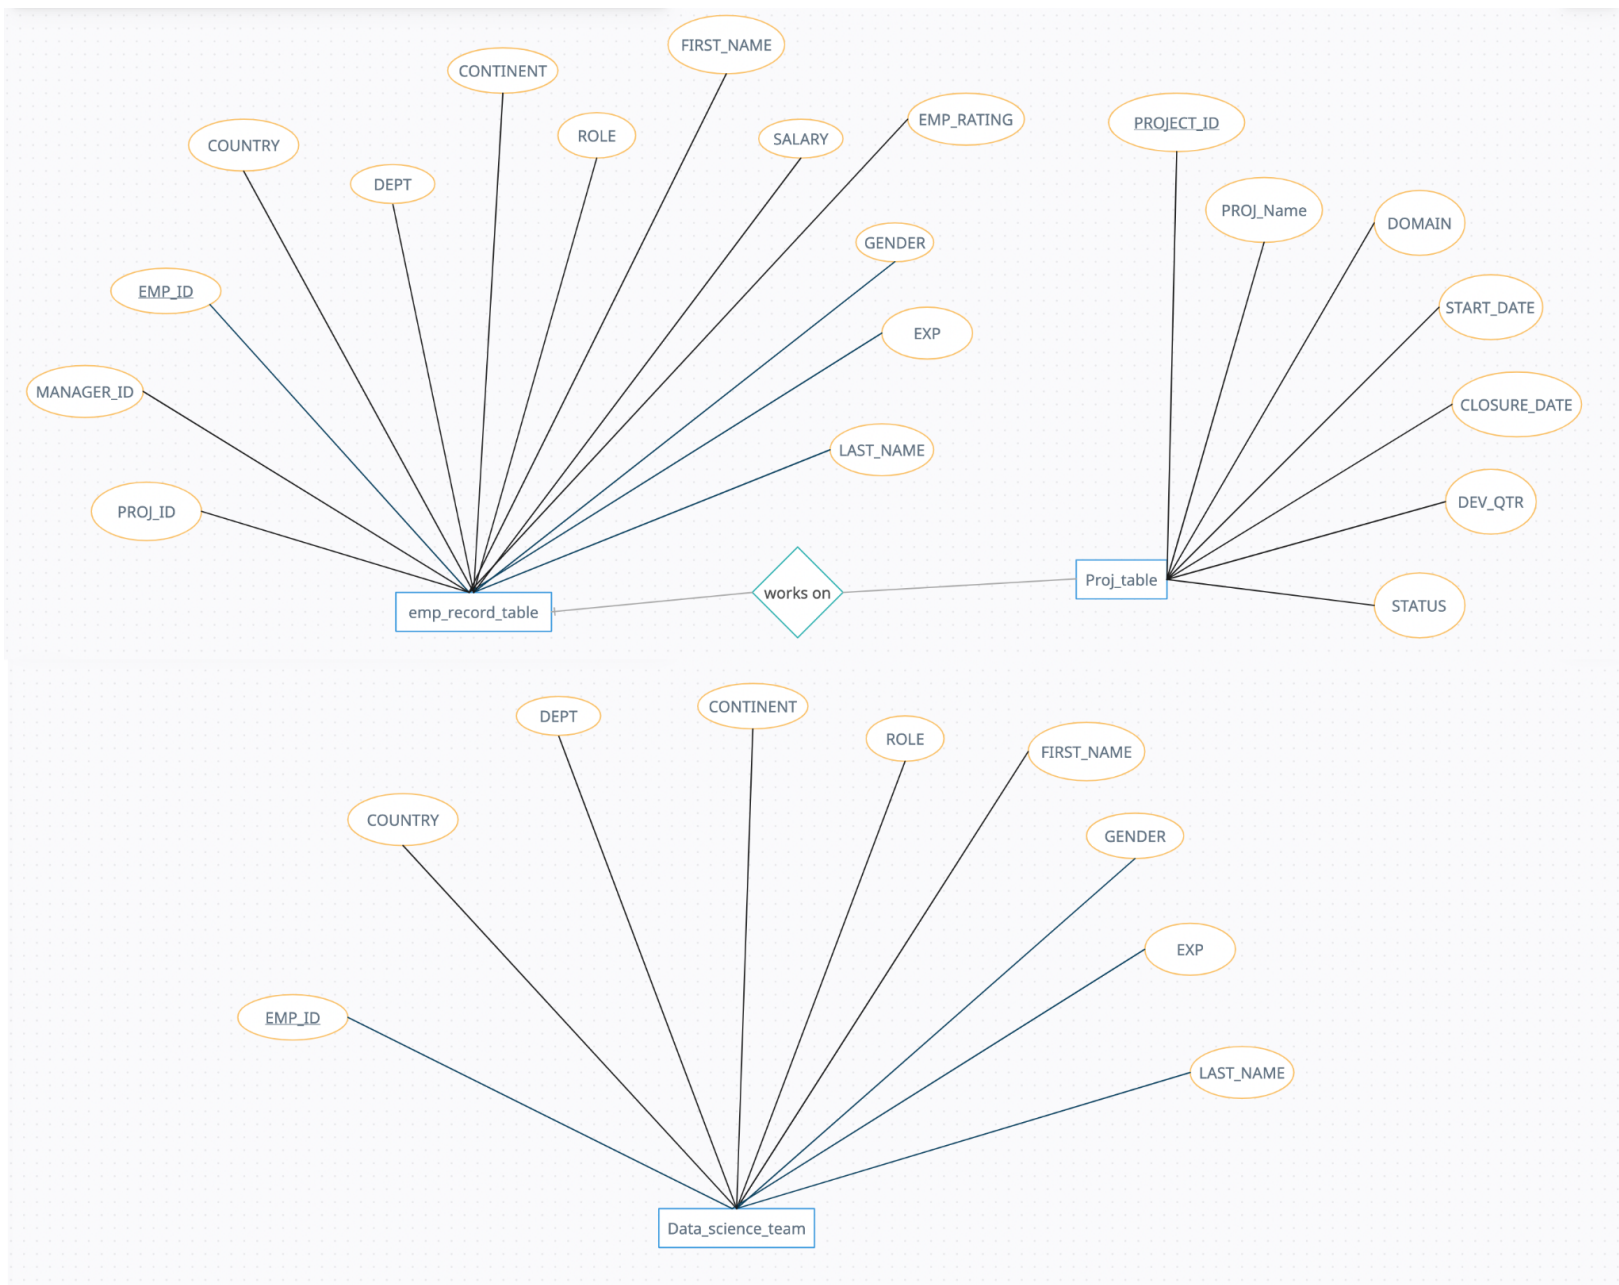 FIRST_NAME
CONTINENT
EMP_RATING
PROJECT_ID
ROLE
SALARY
COUNTRY
DEPT
PROJ_Name
DOMAIN
GENDER
EMP_ID
START_DATE
EXP
MANAGER_ID
CLOSURE_DATE
LAST_NAME
DEV_QTR
PROJ_ID
Proj_table
works on
STATUS
emp_record_table
CONTINENT
DEPT
ROLE
FIRST_NAME
COUNTRY
GENDER
EXP
EMP_ID
LAST_NAME
Data_science_team